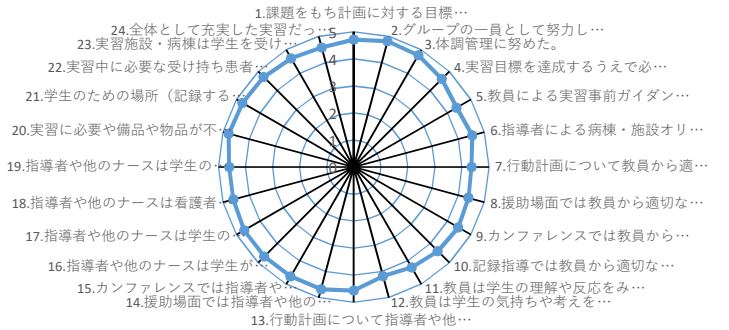 1.課題をもち計画に対する目標…
2.グループの一員として努力し…
3.体調管理に努めた。
4.実習目標を達成するうえで必…
5.教員による実習事前ガイダン…
6.指導者による病棟・施設オリ…
7.行動計画について教員から適…
8.援助場面では教員から適切な…
9.カンファレンスでは教員から…
10.記録指導では教員から適切な…
11.教員は学生の理解や反応をみ…
12.教員は学生の気持ちや考えを…
13.行動計画について指導者や他…
14.援助場面では指導者や他の…
15.カンファレンスでは指導者や…
16.指導者や他のナースは学生が…
17.指導者や他のナースは学生の…
18.指導者や他のナースは看護者…
19.指導者や他のナースは学生の…
20.実習に必要や備品や物品が不…
21.学生のための場所（記録する…
22.実習中に必要な受け持ち患者…
23.実習施設・病棟は学生を受け…
24.全体として充実した実習だっ…
5
4
3
2
1
0